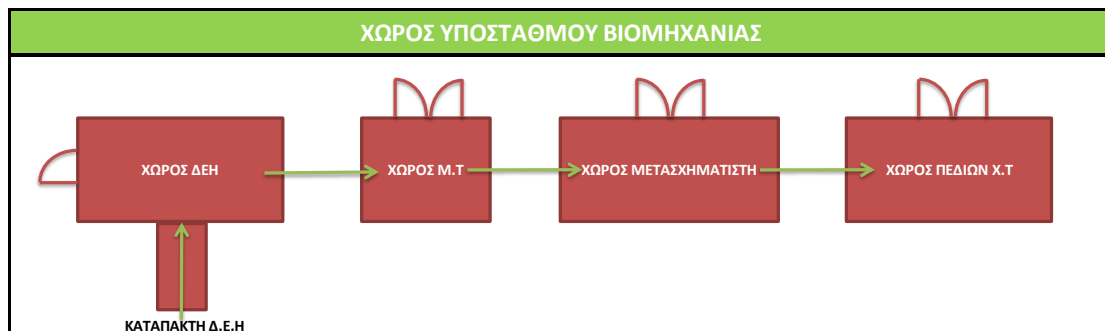 ΧΩΡΟΣ ΥΠΟΣΤΑΘΜΟΥ ΒΙΟΜΗΧΑΝΙΑΣ
ΧΩΡΟΣ ΔΕΗ
ΧΩΡΟΣ Μ.Τ
ΧΩΡΟΣ ΜΕΤΑΣΧΗΜΑΤΙΣΤΗ
ΧΩΡΟΣ ΠΕΔΙΩΝ Χ.Τ
ΚΑΤΑΠΑΚΤΗ Δ.Ε.Η